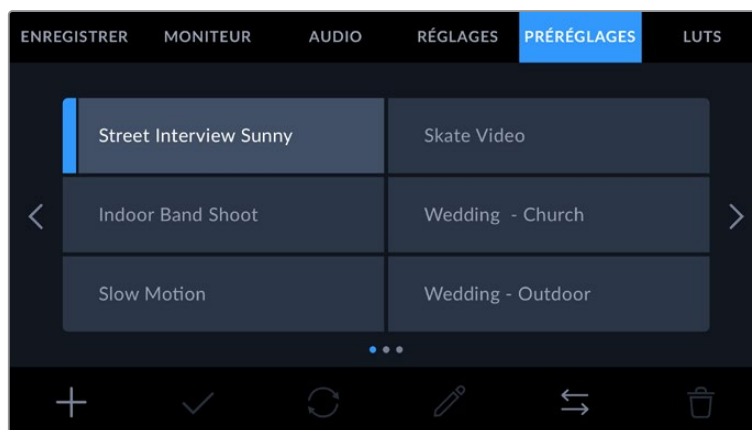 ENREGISTRER MONITEUR AUDIO RÉGLAGES PRÉRÉGLAGES LUTS
Street Interview Sunny Skate Video
Indoor Band Shoot Wedding - Church
Slow Motion Wedding - Outdoor